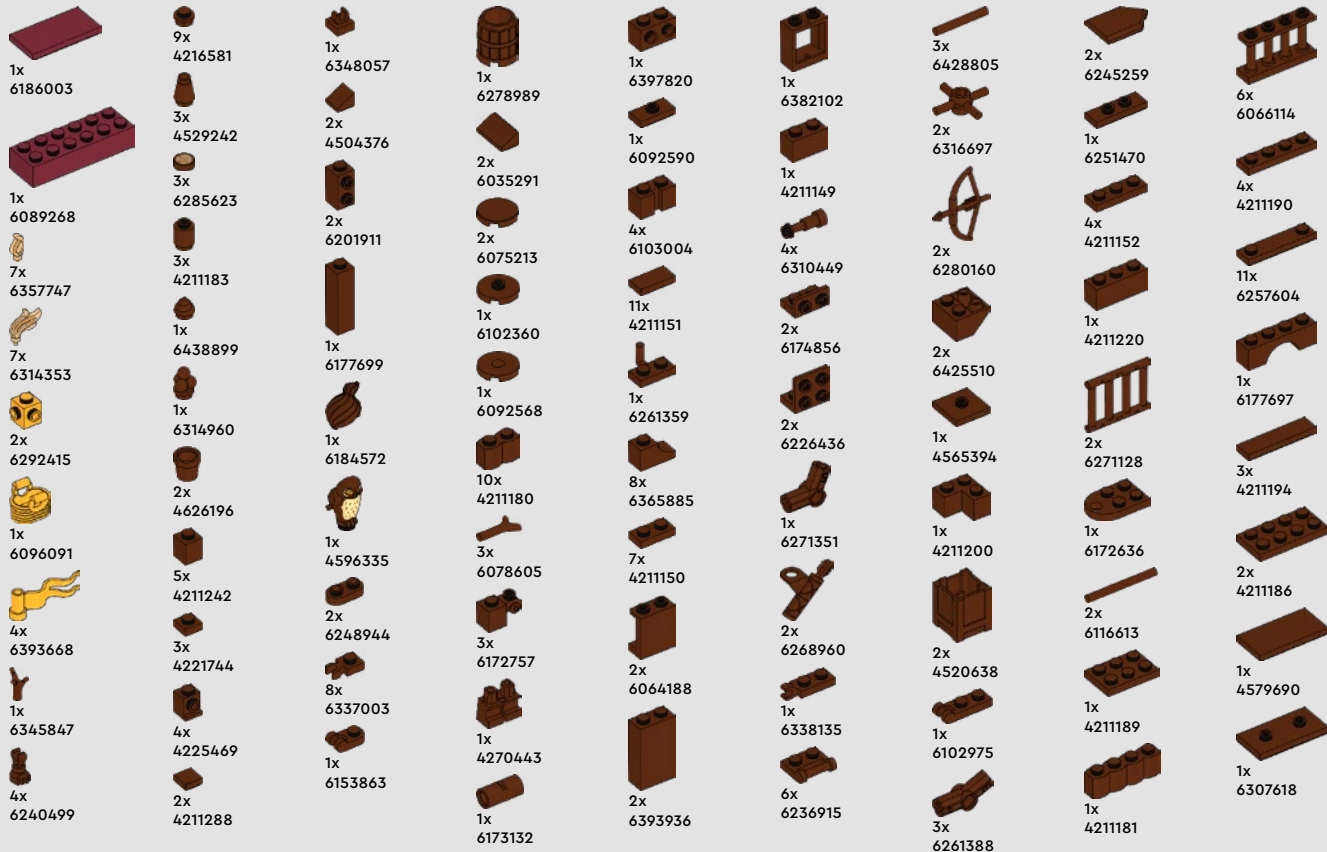 1x
6186003
1x
6089268
7x
6357747
7x
6314353
2x
6292415
1x
6096091
4x
6393668
1x
6345847
4x
6240499
9x
4216581
3x
4529242
3x
6285623
3x
4211183
1x
6438899
1x
6314960
2x
4626196
5x
4211242
3x
4221744
4x
4225469
2x
4211288
1x
6348057
2x
4504376
2x
6201911
1x
6177699
1x
6184572
1x
4596335
2x
6248944
8x
6337003
1x
6153863
1x
6278989
2x
6035291
2x
6075213
1x
6102360
1x
6092568
10x
4211180
3x
6078605
3x
6172757
1x
4270443
1x
6173132
1x
6397820
1x
6092590
4x
6103004
11x
4211151
1x
6261359
8x
6365885
7x
4211150
2x
6064188
2x
6393936
1x
6382102
1x
4211149
4x
6310449
2x
6174856
2x
6226436
1x
6271351
2x
6268960
1x
6338135
6x
6236915
3x
6428805
2x
6316697
2x
6280160
2x
6425510
1x
4565394
1x
4211200
2x
4520638
1x
6102975
3x
6261388
2x
6245259
1x
6251470
4x
4211152
1x
4211220
2x
6271128
1x
6172636
2x
6116613
1x
4211189
1x
4211181
6x
6066114
4x
4211190
11x
6257604
1x
6177697
3x
4211194
2x
4211186
1x
4579690
1x
6307618